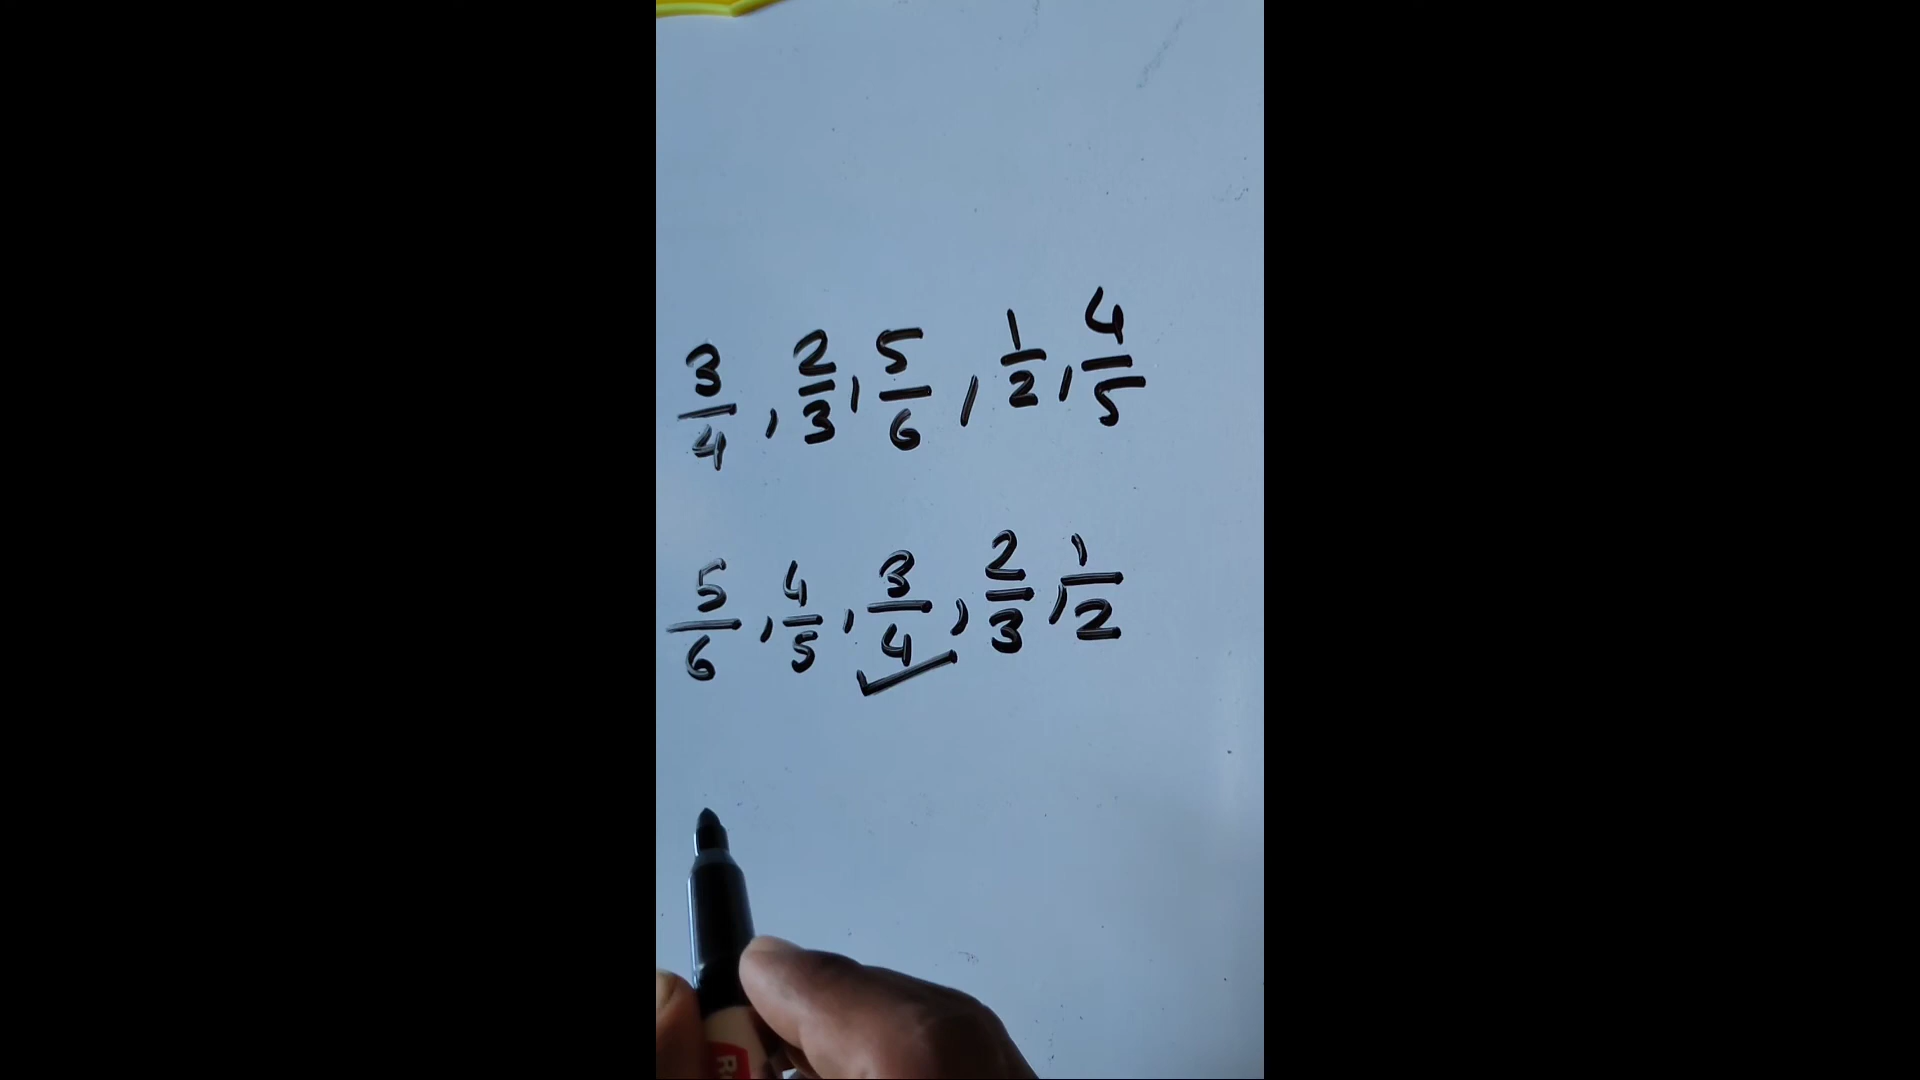 3/4, 2/3, 5/6, 1/2, 4/5
5/6, 4/5, 3/4, 2/3, 1/2